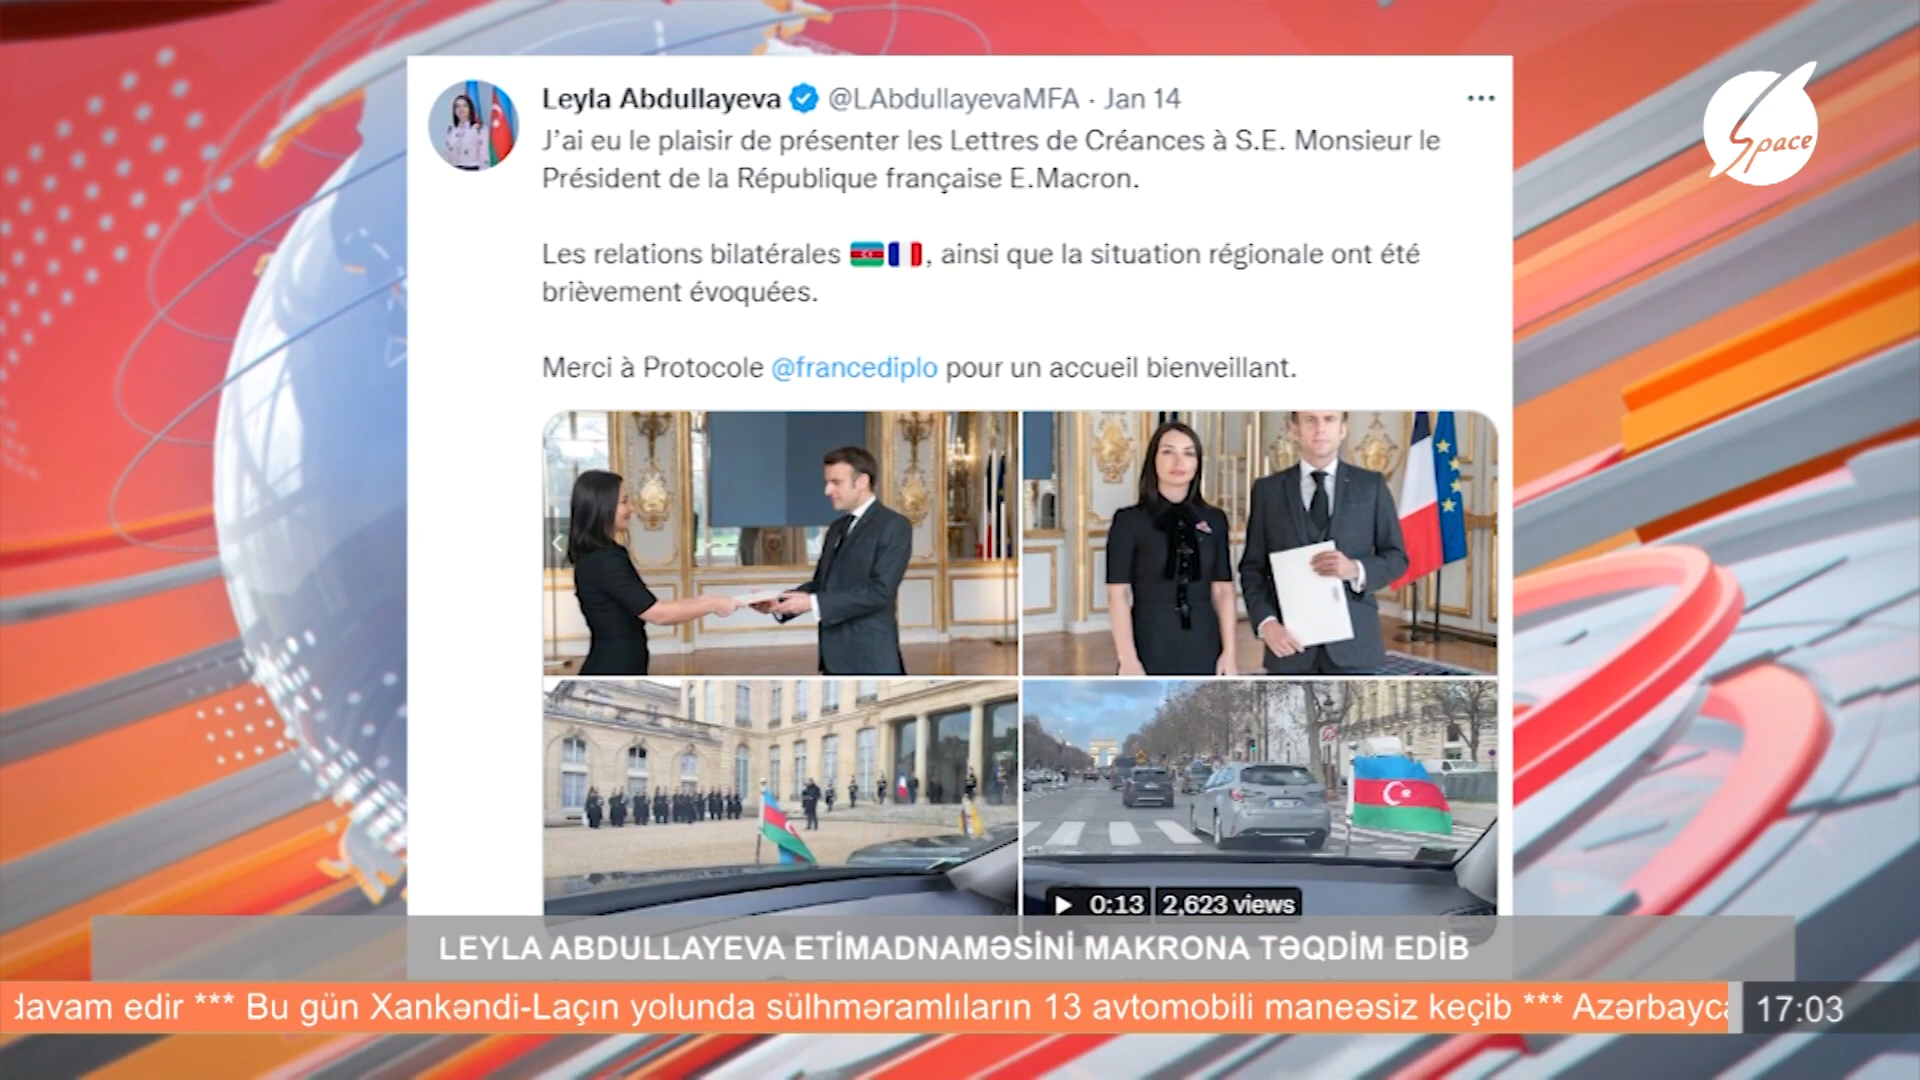 Leyla Abdullayeva @LAbdullayevaMFA · Jan 14
J’ai eu le plaisir de présenter les Lettres de Créances à S.E. Monsieur le
Président de la République française E.Macron.
Les relations bilatérales 🇦🇿🇫🇷, ainsi que la situation régionale ont été
brièvement évoquées.
Merci à Protocole @francediplo pour un accueil bienveillant.
Space
0:13 2,623 views
LEYLA ABDULLAYEVA ETİMADNAMƏSİNİ MAKRONA TƏQDİM EDİB
davam edir *** Bu gün Xankəndi-Laçın yolunda sülhməramlıların 13 avtomobili maneəsiz keçib ***
17:03